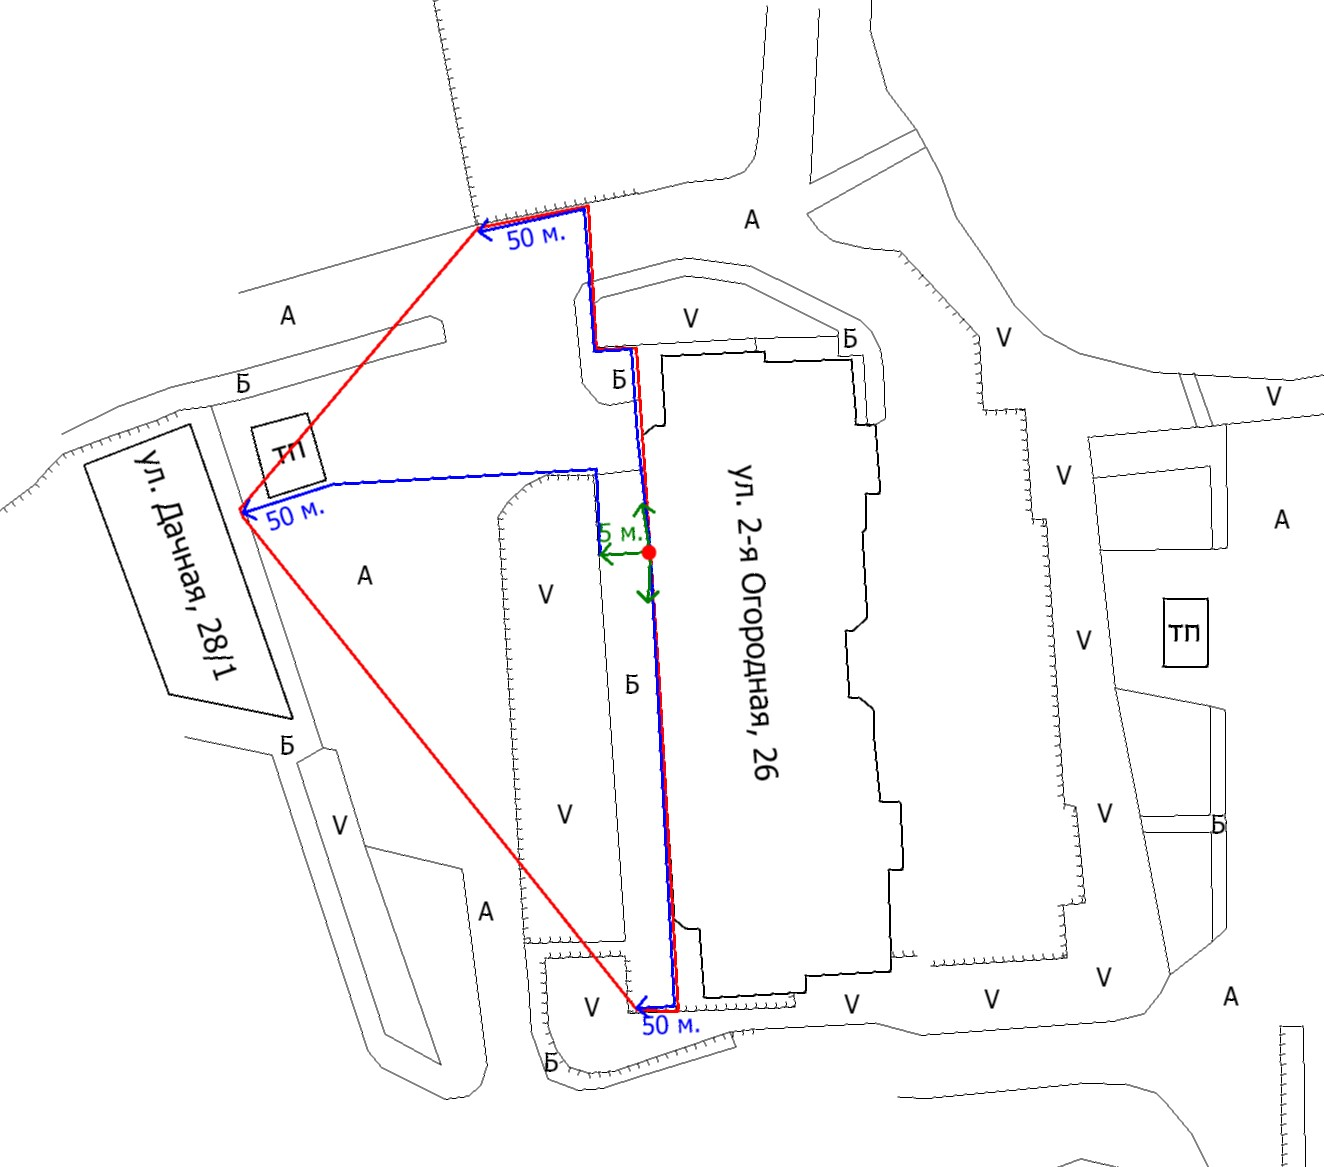 А
50 м.
А
V
Б
V
Б
Б
V
ТП
ул. Дачная, 28/1
50 м.
V
А
5 м.
А
V
ул. 2-я Огородная, 26
ТП
V
Б
Б
V
V
V
Б
А
V
V
V
V
V
А
50 м.
Б